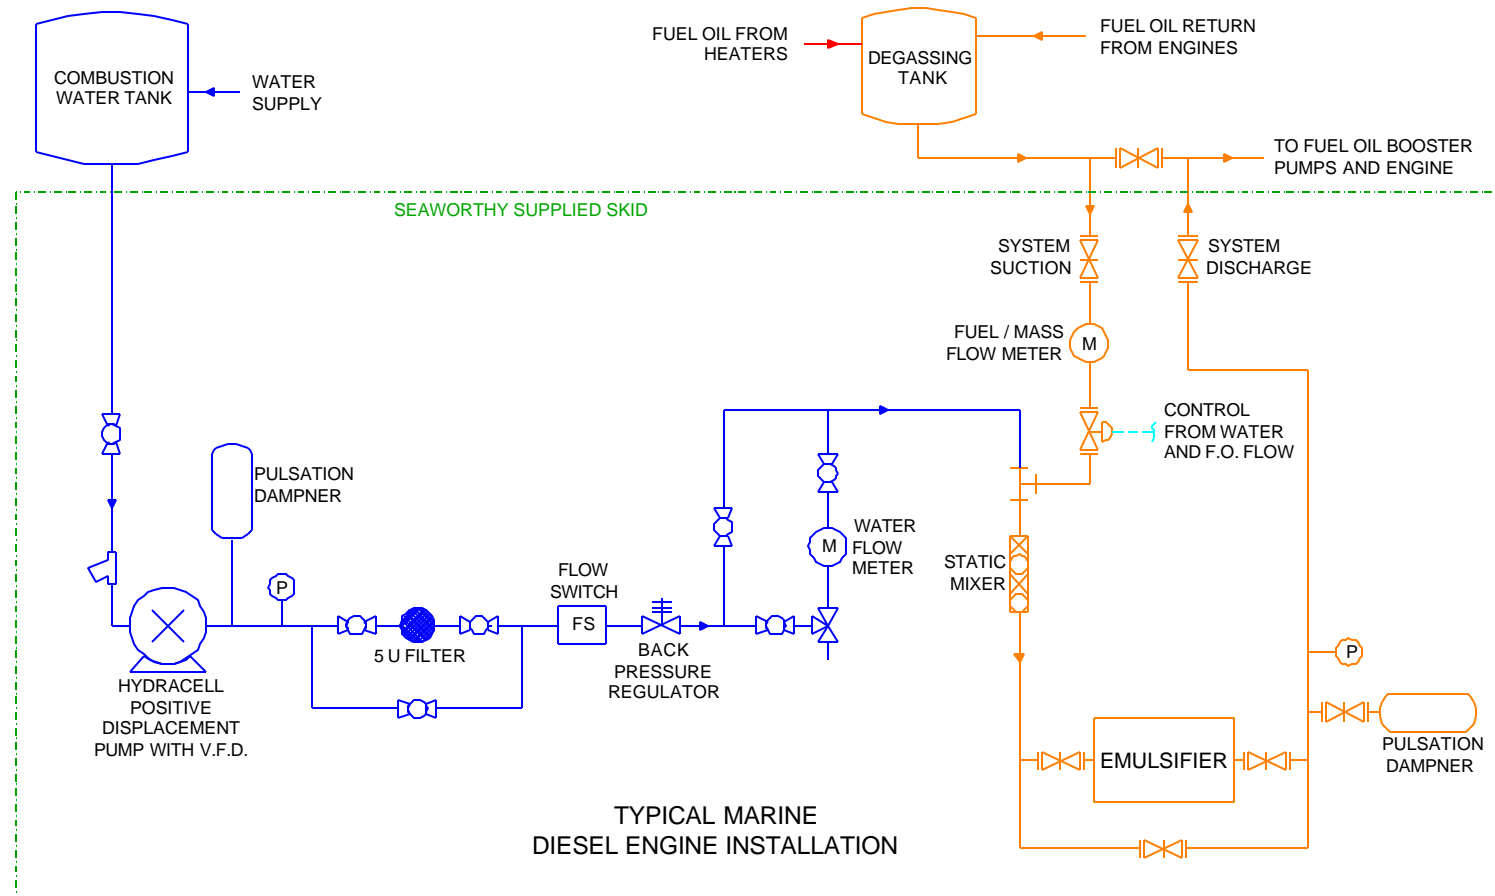 FUEL OIL FROM
HEATERS
FUEL OIL RETURN
FROM ENGINES
DEGASSING
TANK
COMBUSTION
WATER TANK
WATER
SUPPLY
TO FUEL OIL BOOSTER
PUMPS AND ENGINE
SEAWORTHY SUPPLIED SKID
SYSTEM
SUCTION
SYSTEM
DISCHARGE
FUEL / MASS
FLOW METER
M
CONTROL
FROM WATER
AND F.O. FLOW
PULSATION
DAMPNER
WATER
FLOW
METER
M
STATIC
MIXER
FLOW
SWITCH
FS
P
5 U FILTER
BACK
PRESSURE
REGULATOR
HYDRACELL
POSITIVE
DISPLACEMENT
PUMP WITH V.F.D.
P
PULSATION
DAMPNER
EMULSIFIER
TYPICAL MARINE
DIESEL ENGINE INSTALLATION